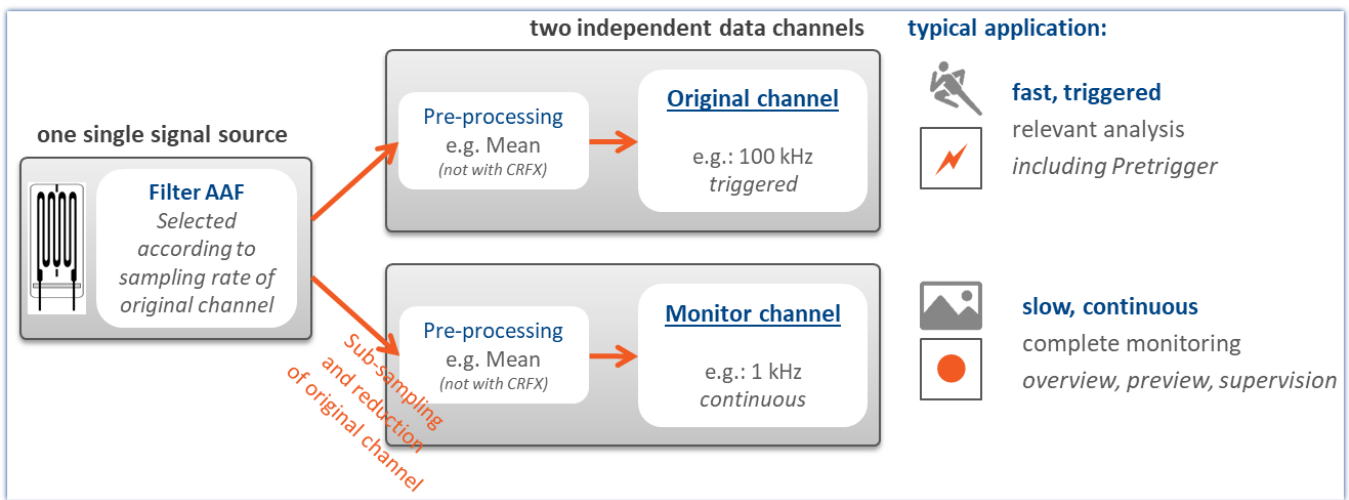 two independent data channels
typical application:
one single signal source
Filter AAF
Selected
according to
sampling rate of
original channel
Pre-processing
e.g. Mean
(not with CRFX)
Original channel
e.g.: 100 kHz
triggered
fast, triggered
relevant analysis
including Pretrigger
Sub-sampling
and reduction
of original channel
Pre-processing
e.g. Mean
(not with CRFX)
Monitor channel
e.g.: 1 kHz
continuous
slow, continuous
complete monitoring
overview, preview, supervision